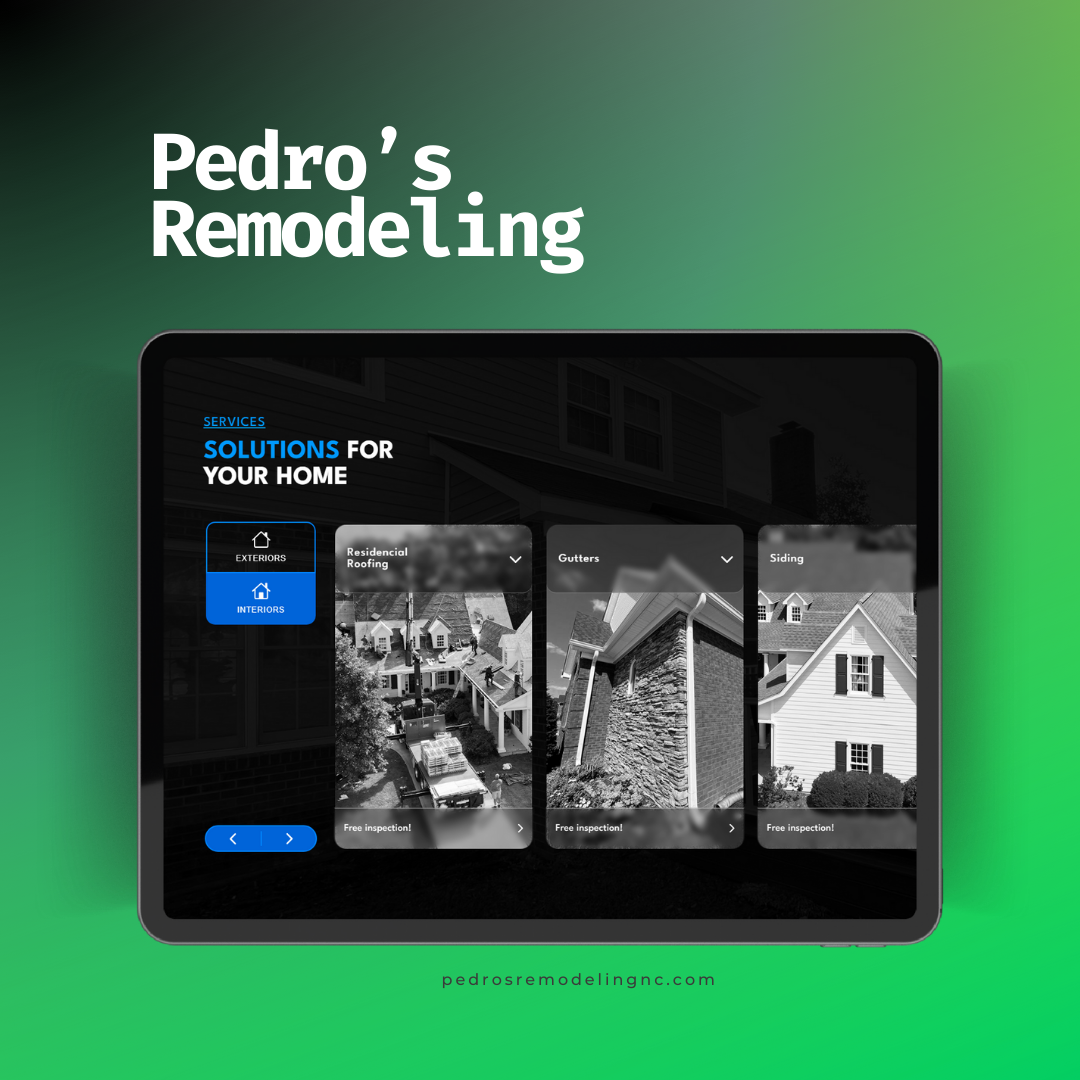 Pedro’s
Remodeling
SERVICES
SOLUTIONS FOR
YOUR HOME
EXTERIORS
INTERIORS
Residencial
Roofing
Gutters
Siding
Free inspection!
Free inspection!
Free inspection!
pedrosremodelingnc.com